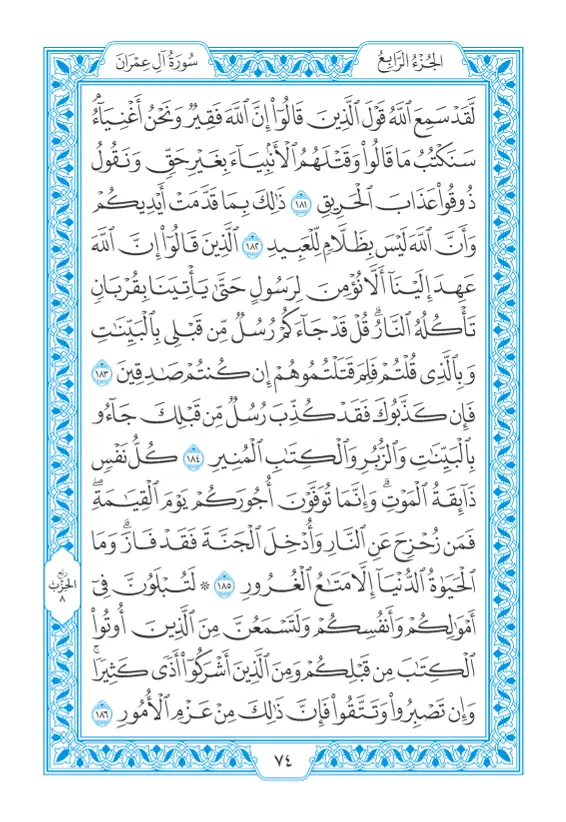 الجُزْءُ الرَّابِعُ
سُورَةُ آلِ عِمْرَانَ
لَّقَدْ سَمِعَ ٱللَّهُ قَوْلَ ٱلَّذِينَ قَالُوٓا۟ إِنَّ ٱللَّهَ فَقِيرٌ وَنَحْنُ أَغْنِيَآءُ ۘ
سَنَكْتُبُ مَا قَالُوا۟ وَقَتْلَهُمُ ٱلْأَنۢبِيَآءَ بِغَيْرِ حَقٍّ وَنَقُولُ
ذُوقُوا۟ عَذَابَ ٱلْحَرِيقِ ١٨١ ذَٰلِكَ بِمَا قَدَّمَتْ أَيْدِيكُمْ
وَأَنَّ ٱللَّهَ لَيْسَ بِظَلَّامٍ لِّلْعَبِيدِ ١٨٢ ٱلَّذِينَ قَالُوٓا۟ إِنَّ ٱللَّهَ
عَهِدَ إِلَيْنَآ أَلَّا نُؤْمِنَ لِرَسُولٍ حَتَّىٰ يَأْتِيَنَا بِقُرْبَانٍ
تَأْكُلُهُ ٱلنَّارُ ۗ قُلْ قَدْ جَآءَكُمْ رُسُلٌ مِّن قَبْلِى بِٱلْبَيِّنَٰتِ
وَبِٱلَّذِى قُلْتُمْ فَلِمَ قَتَلْتُمُوهُمْ إِن كُنتُمْ صَٰدِقِينَ ١٨٣
فَإِن كَذَّبُوكَ فَقَدْ كُذِّبَ رُسُلٌ مِّن قَبْلِكَ جَآءُو
بِٱلْبَيِّنَٰتِ وَٱلزُّبُرِ وَٱلْكِتَٰبِ ٱلْمُنِيرِ ١٨٤ كُلُّ نَفْسٍ
ذَآئِقَةُ ٱلْمَوْتِ ۗ وَإِنَّمَا تُوَفَّوْنَ أُجُورَكُمْ يَوْمَ ٱلْقِيَٰمَةِ ۖ
فَمَن زُحْزِحَ عَنِ ٱلنَّارِ وَأُدْخِلَ ٱلْجَنَّةَ فَقَدْ فَازَ ۗ وَمَا
ٱلْحَيَوٰةُ ٱلدُّنْيَآ إِلَّا مَتَٰعُ ٱلْغُرُورِ ١٨٥ * لَتُبْلَوُنَّ فِىٓ
أَمْوَٰلِكُمْ وَأَنفُسِكُمْ وَلَتَسْمَعُنَّ مِنَ ٱلَّذِينَ أُوتُوا۟
ٱلْكِتَٰبَ مِن قَبْلِكُمْ وَمِنَ ٱلَّذِينَ أَشْرَكُوٓا۟ أَذًى كَثِيرًا ۚ
وَإِن تَصْبِرُوا۟ وَتَتَّقُوا۟ فَإِنَّ ذَٰلِكَ مِنْ عَزْمِ ٱلْأُمُورِ ١٨٦
ربع
الحزب
٨
٧٤